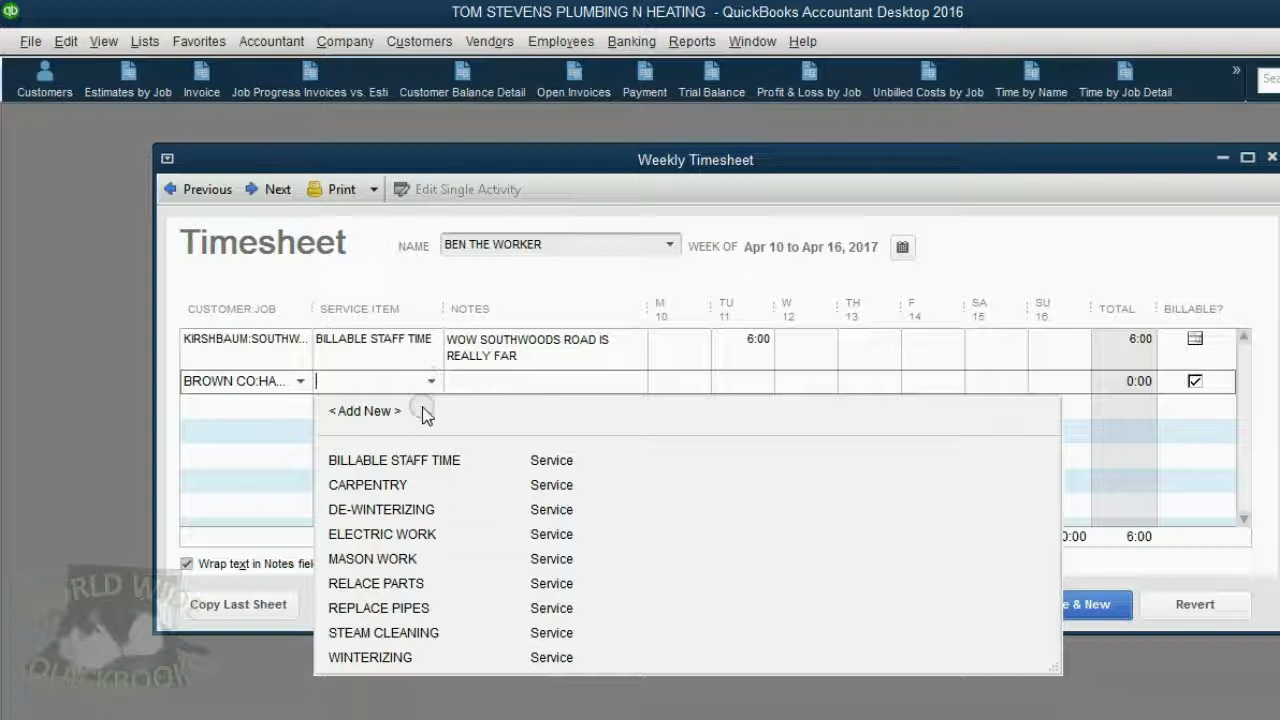 TOM STEVENS PLUMBING N HEATING - QuickBooks Accountant Desktop 2016
File Edit View Lists Favorites Accountant Company Customers Vendors Employees Banking Reports Window Help
Customers Estimates by Job Invoice Job Progress Invoices vs. Esti Customer Balance Detail Open Invoices Payment Trial Balance Profit & Loss by Job Unbilled Costs by Job Time by Name Time by Job Detail » Sea
Weekly Timesheet
Previous Next Print Edit Single Activity
Timesheet NAME BEN THE WORKER WEEK OF Apr 10 to Apr 16, 2017
CUSTOMER:JOB SERVICE ITEM NOTES M TU W TH F SA SU TOTAL BILLABLE?
10 11 12 13 14 15 16
KIRSHBAUM:SOUTHW... BILLABLE STAFF TIME WOW SOUTHWOODS ROAD IS 6:00 6:00
REALLY FAR
BROWN CO:HA... 0:00
< Add New >
BILLABLE STAFF TIME Service
CARPENTRY Service
DE-WINTERIZING Service
ELECTRIC WORK Service
0:00 6:00
MASON WORK Service
Wrap text in Notes fiel
RELACE PARTS Service
REPLACE PIPES Service
Copy Last Sheet e & New Revert
STEAM CLEANING Service
WINTERIZING Service
QUICKBOOKS